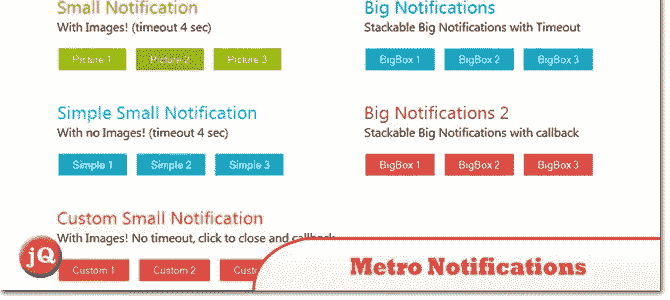 Small Notification
With Images! (timeout 4 sec)
Picture 1 Picture 2 Picture 3
Big Notifications
Stackable Big Notifications with Timeout
BigBox 1 BigBox 2 BigBox 3
Simple Small Notification
With no Images! (timeout 4 sec)
Simple 1 Simple 2 Simple 3
Big Notifications 2
Stackable Big Notifications with callback
BigBox 1 BigBox 2 BigBox 3
Custom Small Notification
With Images! No timeout, click to close and callback
Custom 1 Custom 2
jQ
Metro Notifications